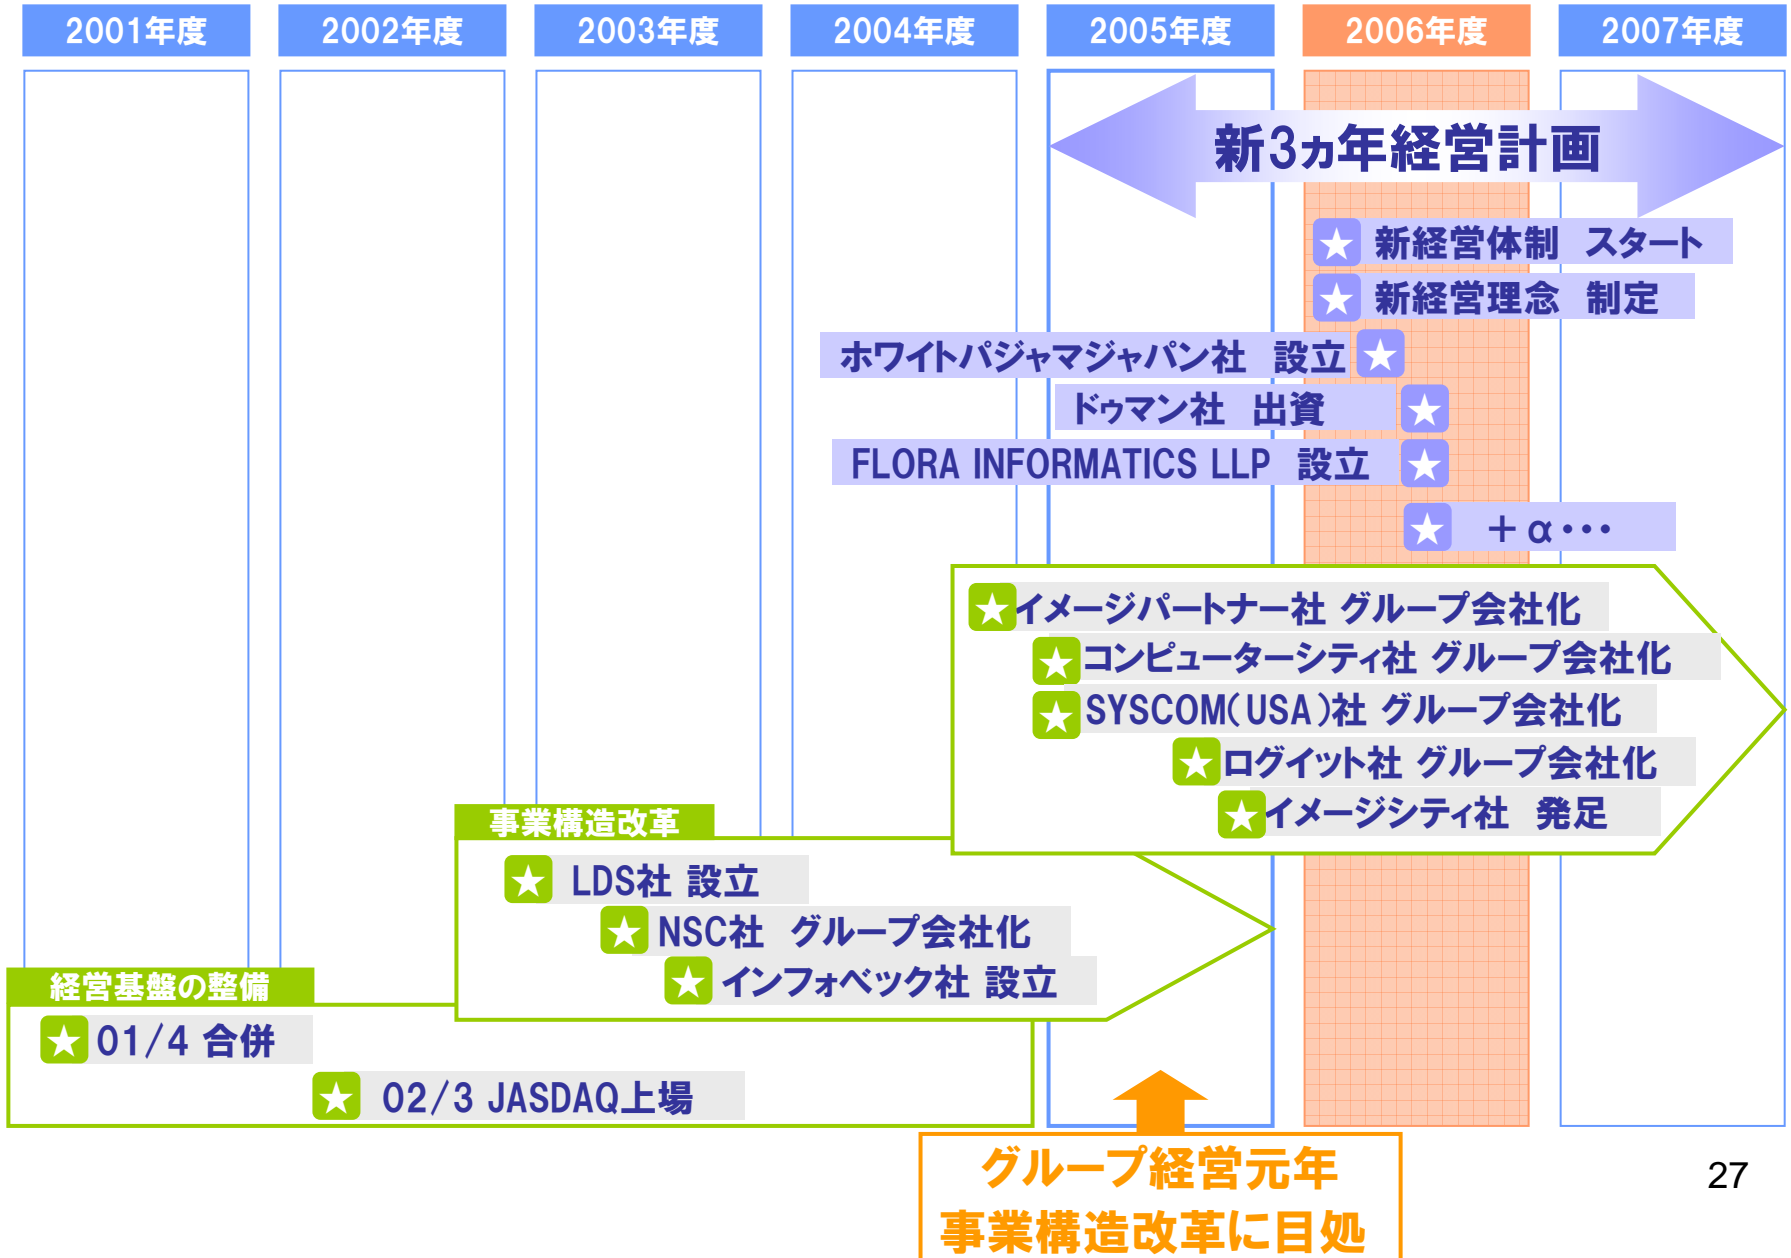 2001年度
2002年度
2003年度
2004年度
2005年度
2006年度
2007年度
新3ヵ年経営計画
★ 新経営体制 スタート
★ 新経営理念 制定
ホワイトパジャマジャパン社 設立 ★
ドゥマン社 出資 ★
FLORA INFORMATICS LLP 設立 ★
★ ＋α・・・
★イメージパートナー社 グループ会社化
★コンピューターシティ社 グループ会社化
★SYSCOM(USA)社 グループ会社化
★ログイット社 グループ会社化
★イメージシティ社 発足
事業構造改革
★ LDS社 設立
★ NSC社 グループ会社化
★ インフォベック社 設立
経営基盤の整備
★ 01/4 合併
★ 02/3 JASDAQ上場
グループ経営元年
事業構造改革に目処
27